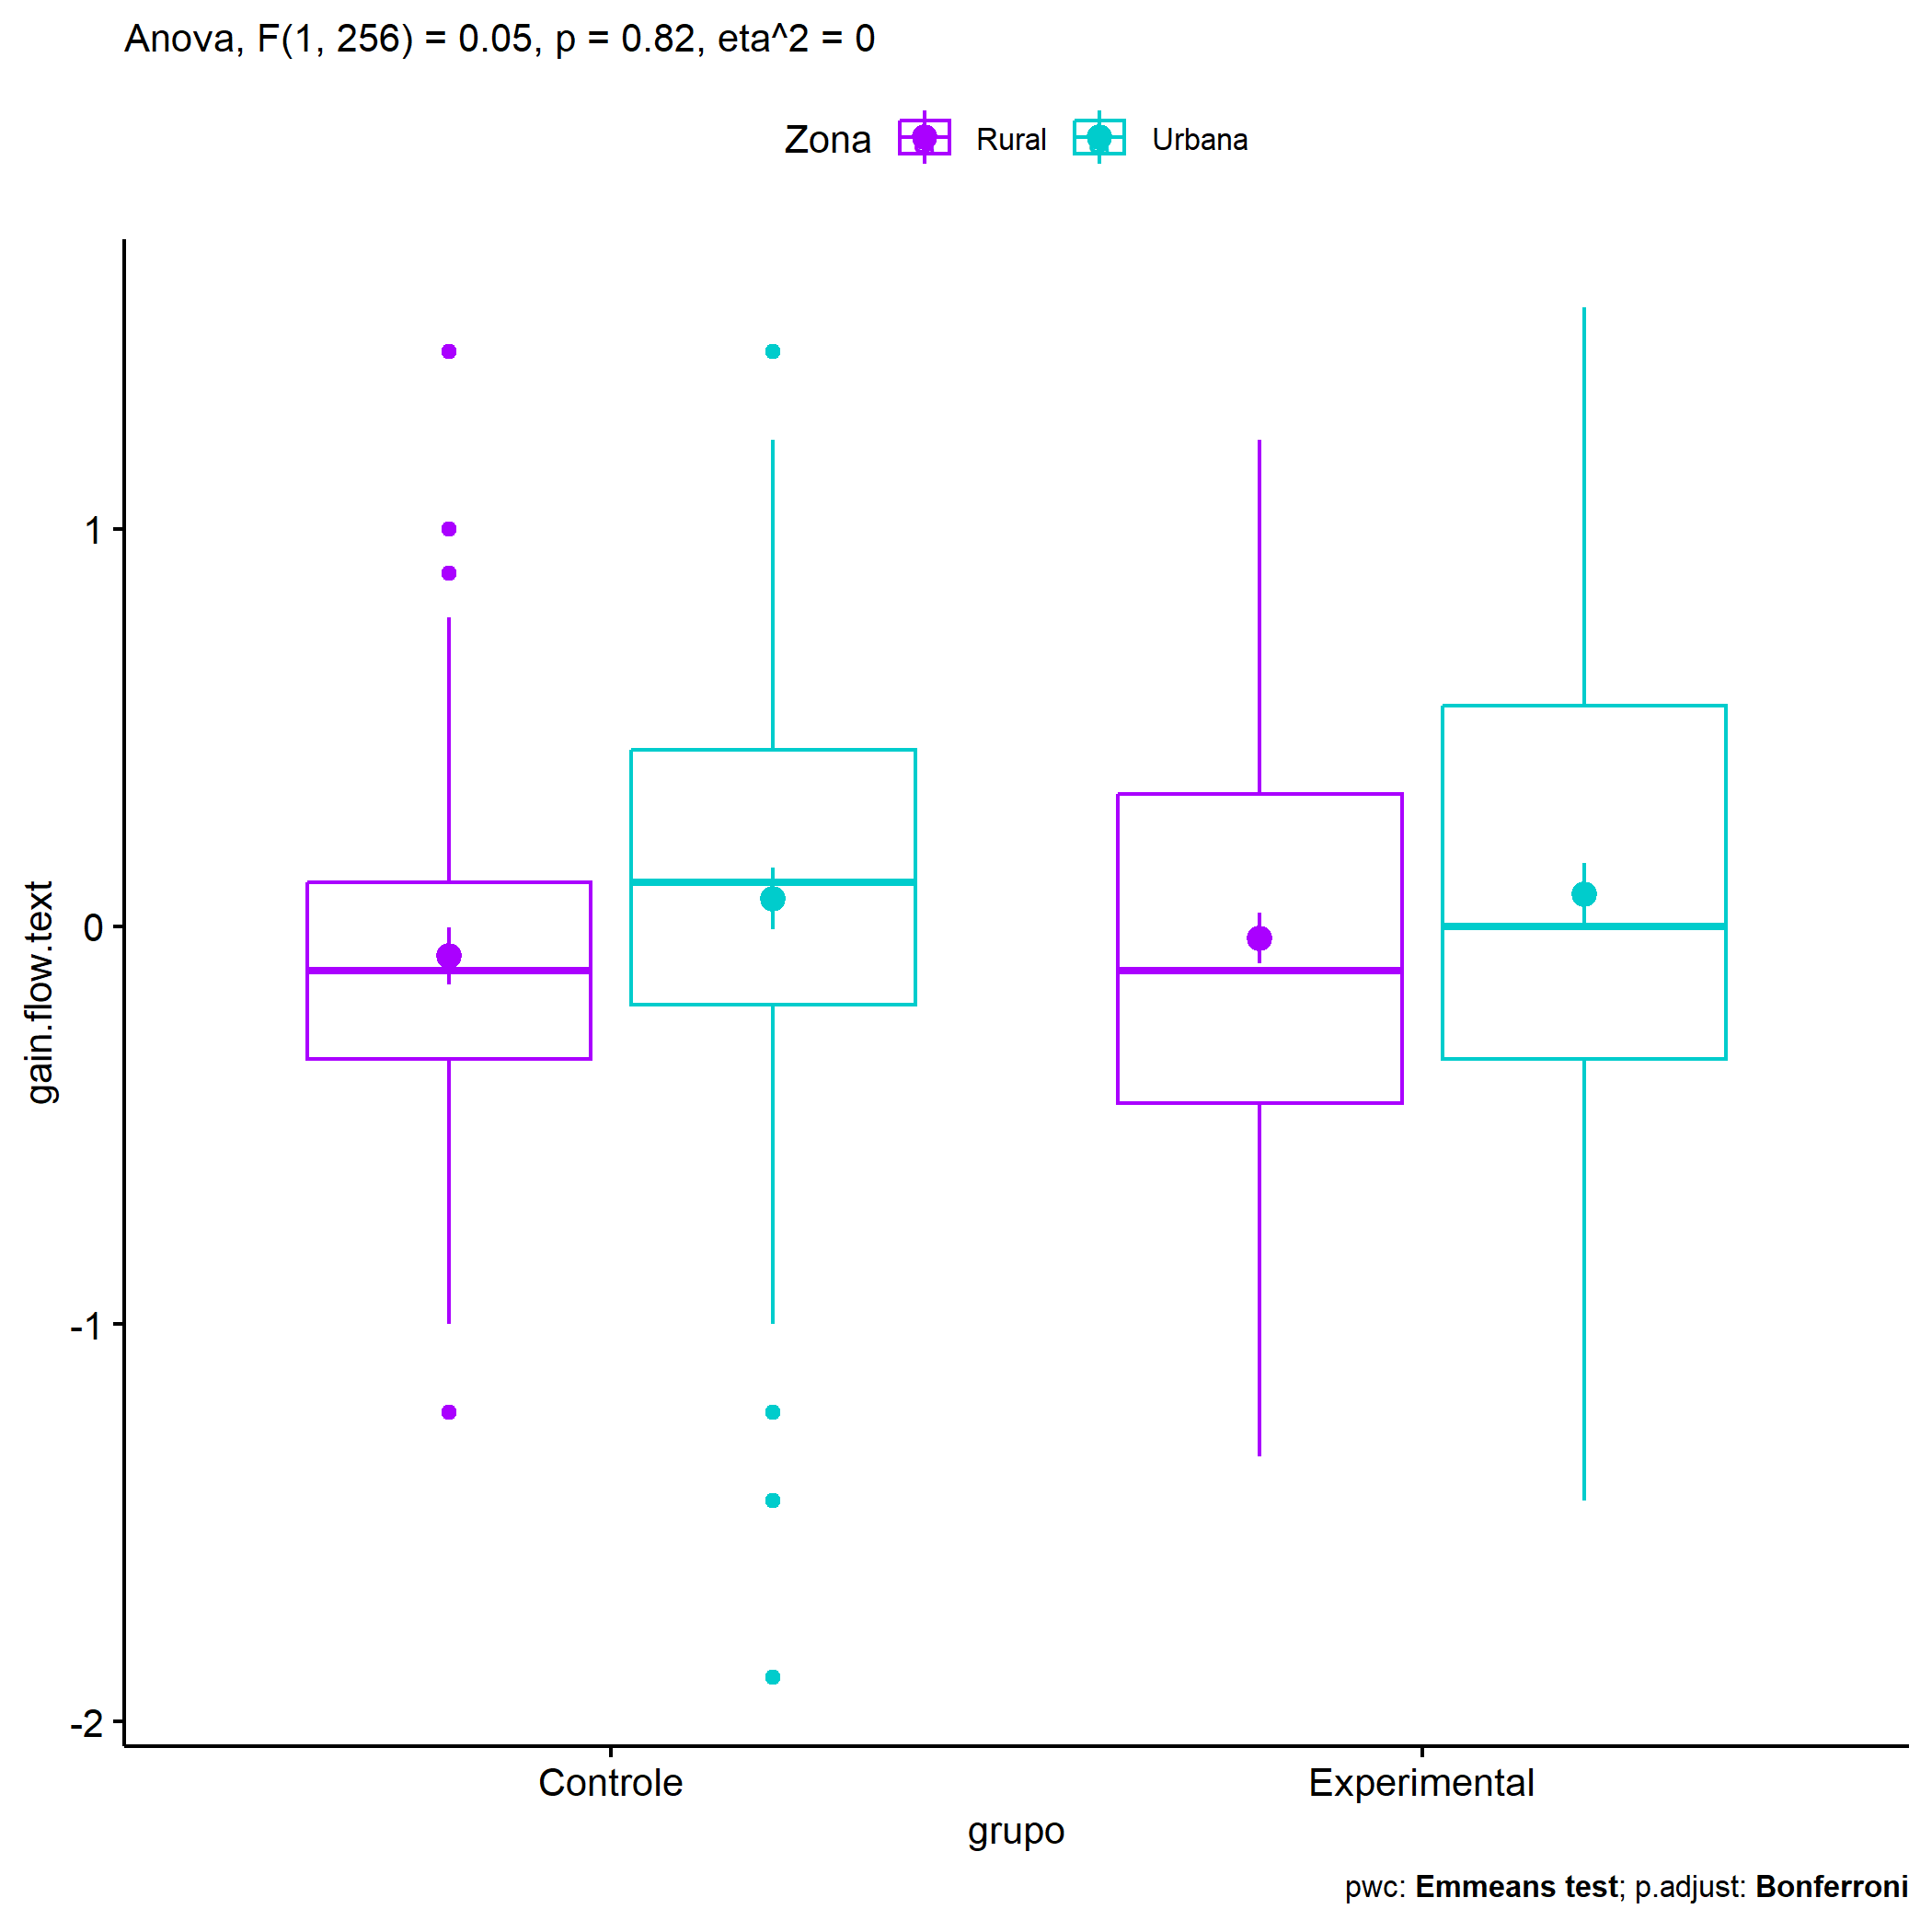 Anova, F(1, 256) = 0.05, p = 0.82, eta^2 = 0
Zona Rural Urbana
gain.flow.text
1
0
-1
-2
Controle Experimental
grupo
pwc: Emmeans test; p.adjust: Bonferroni